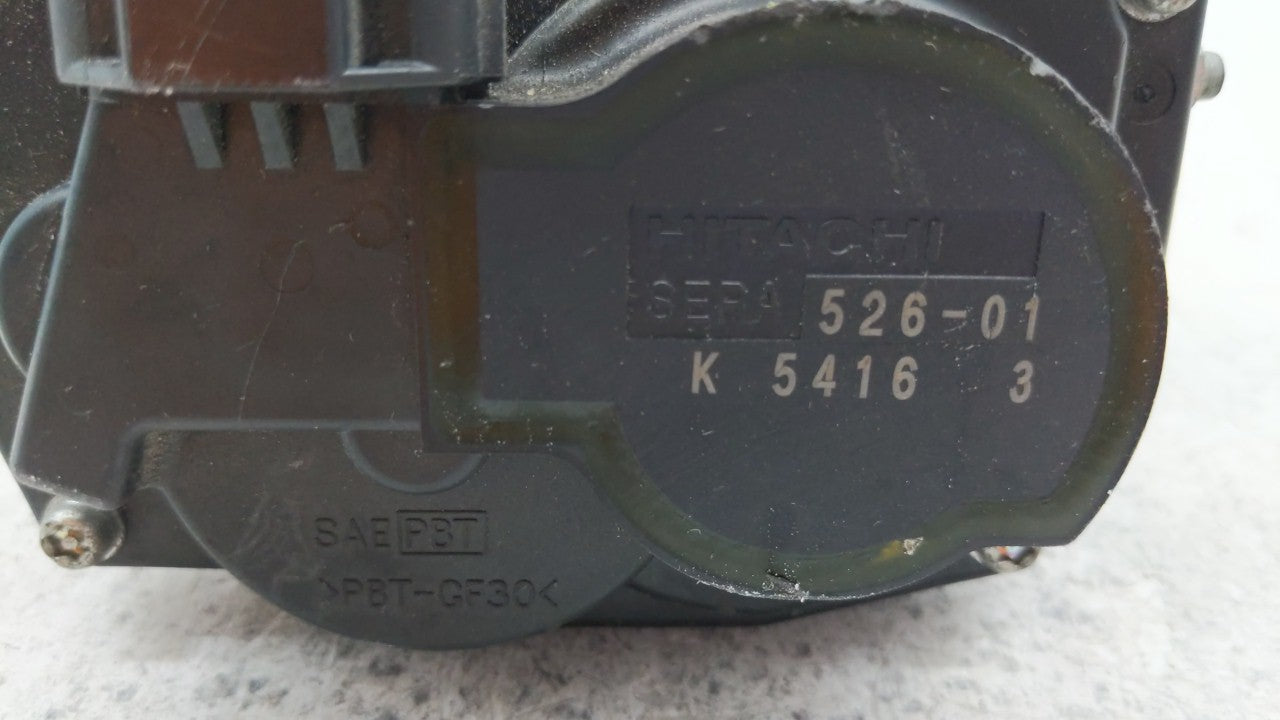 HITACHI
SERA 526-01
K 5416 3
SAE PBT
>PBT-GF30<